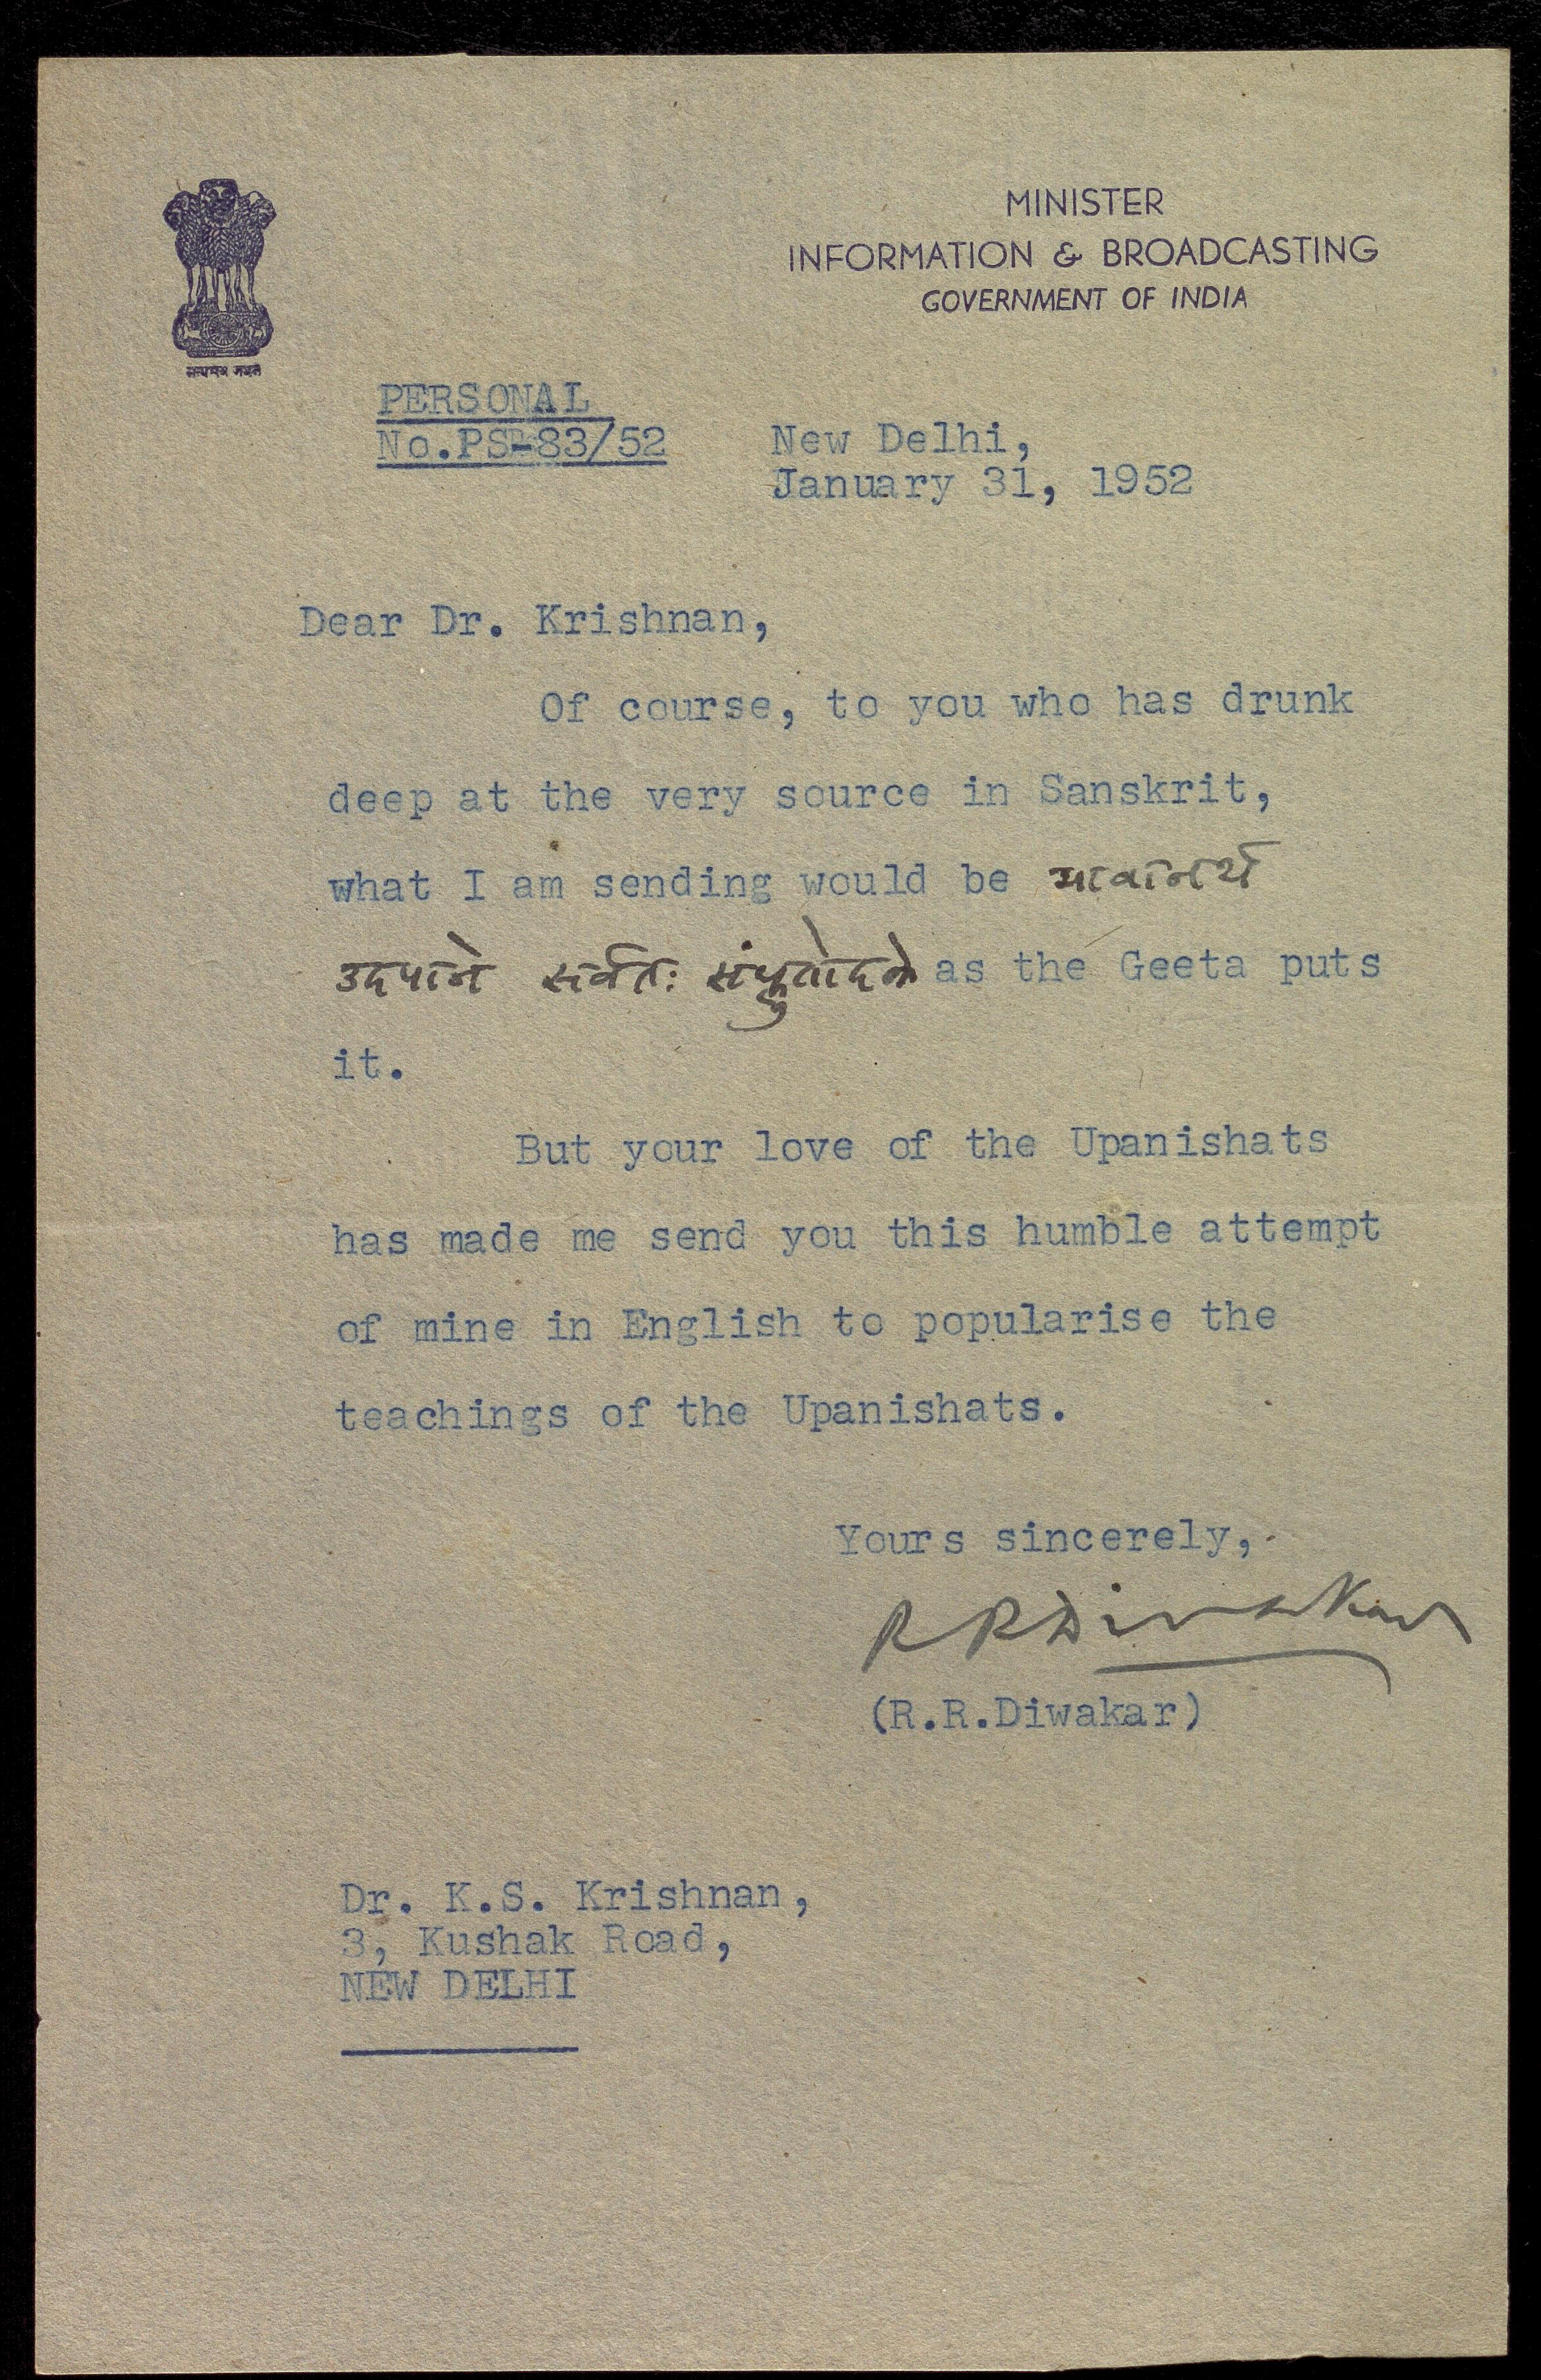 MINISTER
INFORMATION & BROADCASTING
GOVERNMENT OF INDIA
सत्यमेव जयते
PERSONAL
No.PS-83/52
New Delhi,
January 31, 1952
Dear Dr. Krishnan,
Of course, to you who has drunk
deep at the very source in Sanskrit,
what I am sending would be यावानर्थ
उदपाने सर्वतः संप्लुतोदके as the Geeta puts
it.
But your love of the Upanishats
has made me send you this humble attempt
of mine in English to popularise the
teachings of the Upanishats.
Yours sincerely,
R R Diwakar
(R.R.Diwakar)
Dr. K.S. Krishnan,
3, Kushak Road,
NEW DELHI